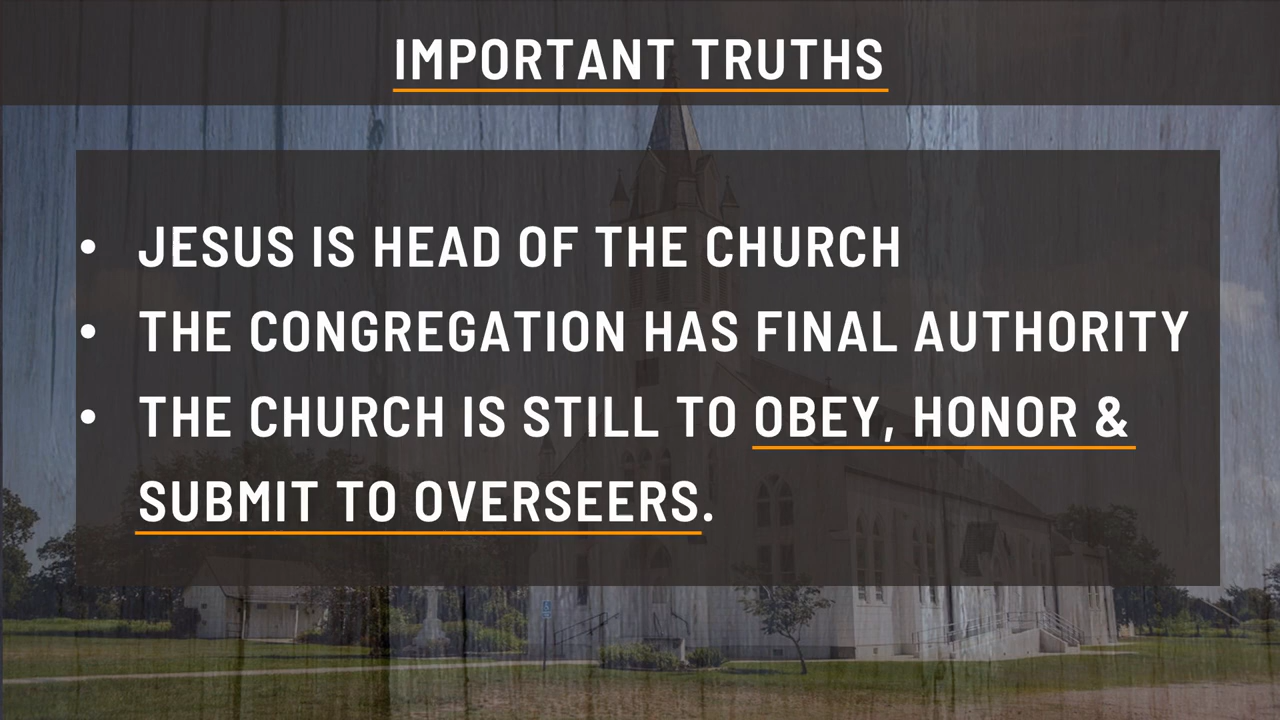 IMPORTANT TRUTHS
• JESUS IS HEAD OF THE CHURCH
• THE CONGREGATION HAS FINAL AUTHORITY
• THE CHURCH IS STILL TO OBEY, HONOR &
SUBMIT TO OVERSEERS.